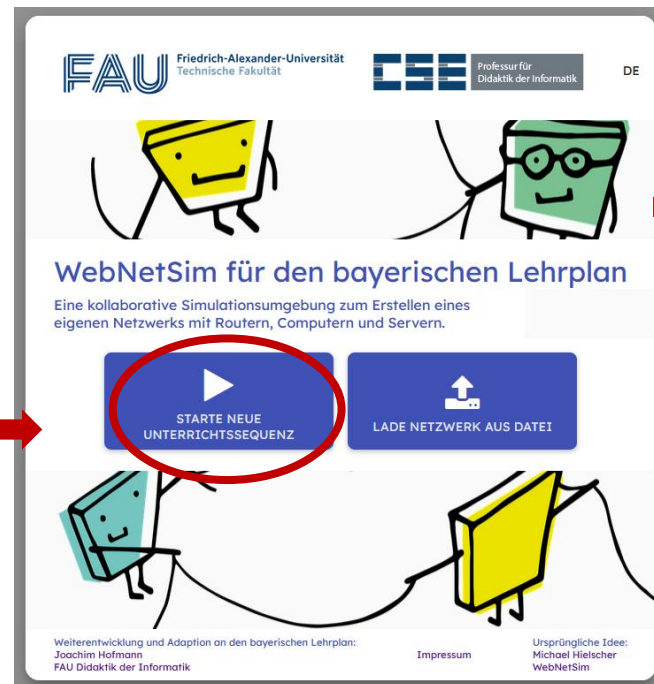 FAU
Friedrich-Alexander-Universität
Technische Fakultät
Professur für
Didaktik der Informatik
DE
WebNetSim für den bayerischen Lehrplan
Eine kollaborative Simulationsumgebung zum Erstellen eines
eigenen Netzwerks mit Routern, Computern und Servern.
STARTE NEUE
UNTERRICHTSSEQUENZ
LADE NETZWERK AUS DATEI
Weiterentwicklung und Adaption an den bayerischen Lehrplan:
Joachim Hofmann
FAU Didaktik der Informatik
Impressum
Ursprüngliche Idee:
Michael Hielscher
WebNetSim